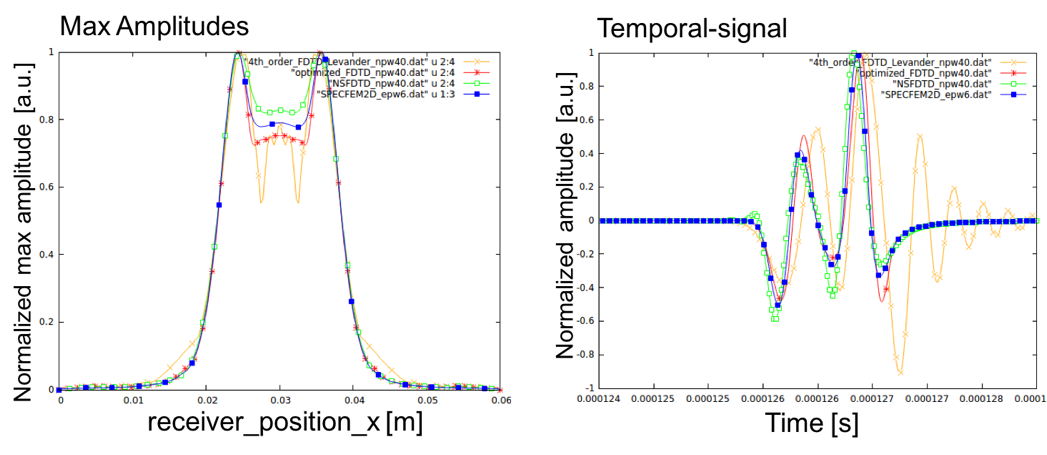 Max Amplitudes
Normalized max amplitude [a.u.]
1
0.8
0.6
0.4
0.2
0
"4th_order_FDTD_Levander_npw40.dat" u 2:4
"optimized_FDTD_npw40.dat" u 2:4
"NSFDTD_npw40.dat" u 2:4
"SPECFEM2D_epw6.dat" u 1:3
0 0.01 0.02 0.03 0.04 0.05 0.06
receiver_position_x [m]
Temporal-signal
Normalized amplitude [a.u.]
1
0.8
0.6
0.4
0.2
0
-0.2
-0.4
-0.6
-0.8
-1
"4th_order_FDTD_Levander_npw40.dat"
"optimized_FDTD_npw40.dat"
"NSFDTD_npw40.dat"
"SPECFEM2D_epw6.dat"
0.000124 0.000125 0.000125 0.000126 0.000126 0.000127 0.000127 0.000128 0.0001
Time [s]